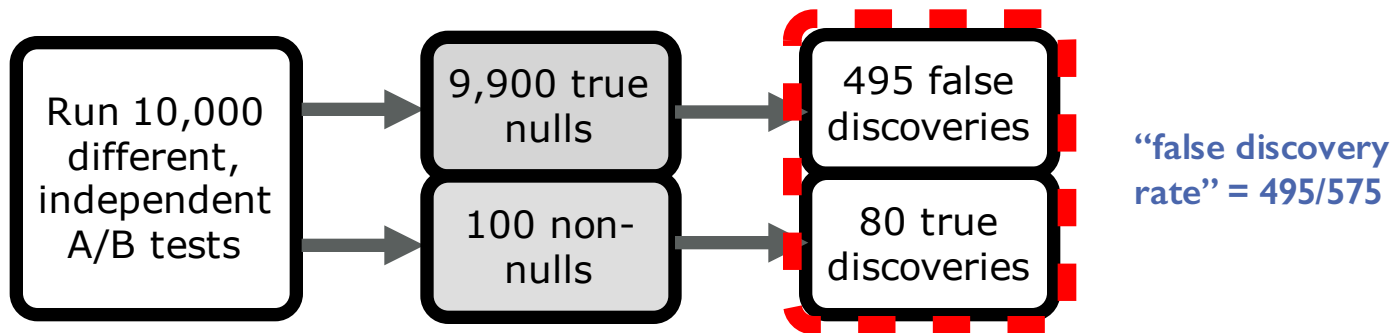 Run 10,000
different,
independent
A/B tests
9,900 true
nulls
100 non-
nulls
495 false
discoveries
80 true
discoveries
“false discovery
rate” = 495/575